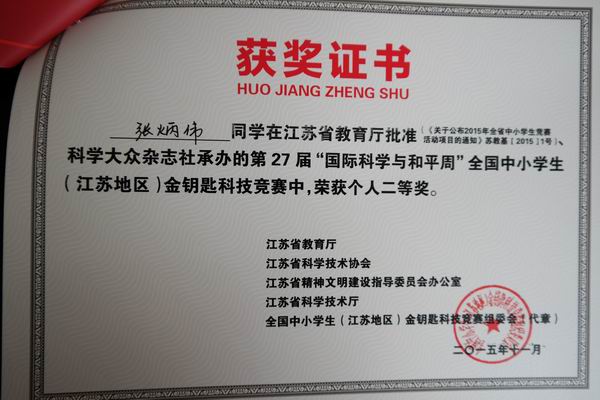 获奖证书
HUO JIANG ZHENG SHU
张炳伟 同学在江苏省教育厅批准(《关于公布2015年全省中小学生竞赛活动项目的通知》苏教基〔2015〕1号)、
科学大众杂志社承办的第27届“国际科学与和平周”全国中小学生
(江苏地区)金钥匙科技竞赛中,荣获个人二等奖。
江苏省教育厅
江苏省科学技术协会
江苏省精神文明建设指导委员会办公室
江苏省科学技术厅
全国中小学生(江苏地区)金钥匙科技竞赛组委会(代章)
二〇一五年十一月